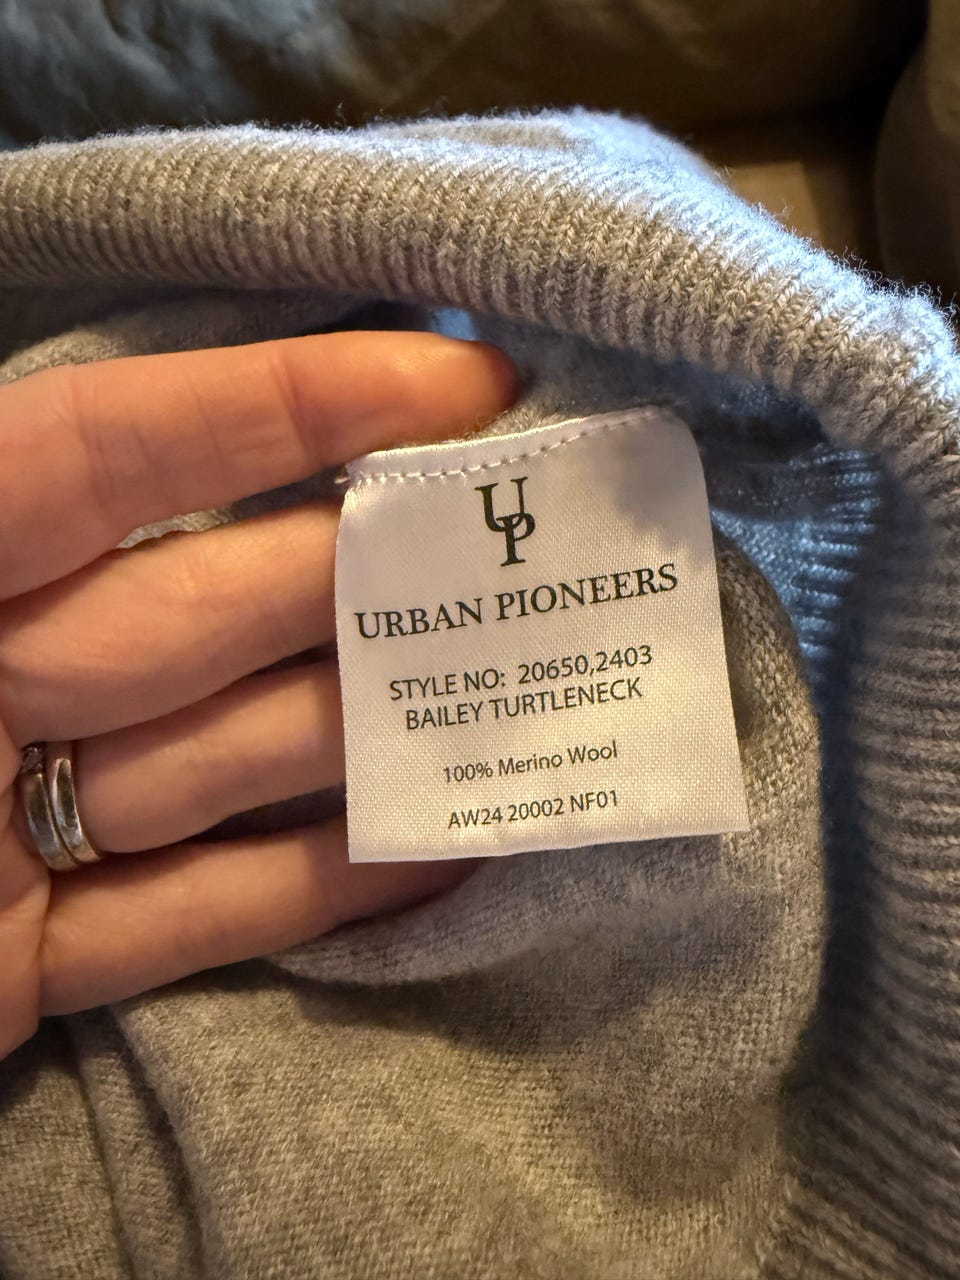 UP
URBAN PIONEERS
STYLE NO: 20650,2403
BAILEY TURTLENECK
100% Merino Wool
AW24 20002 NF01